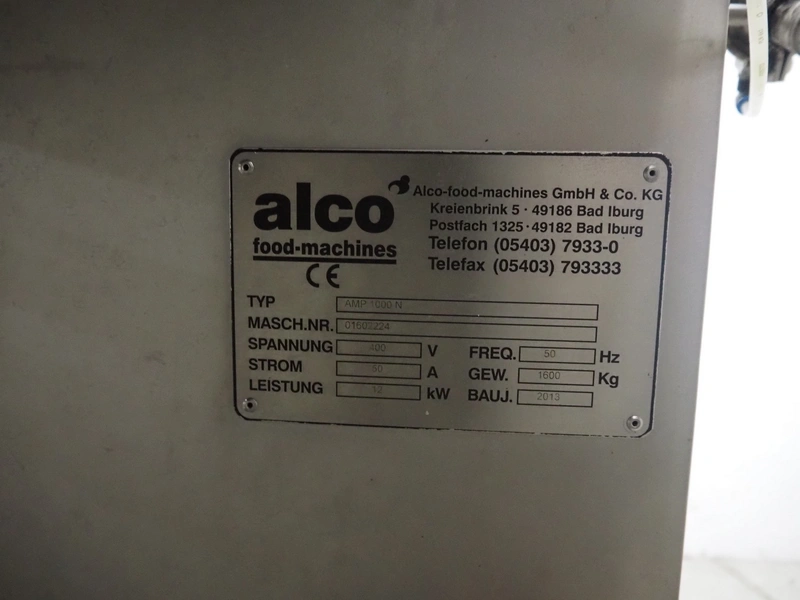 alco
food-machines
CE
Alco-food-machines GmbH & Co. KG
Kreienbrink 5 · 49186 Bad Iburg
Postfach 1325 · 49182 Bad Iburg
Telefon (05403) 7933-0
Telefax (05403) 793333
TYP AMP 1000 N
MASCH.NR. 01602224
SPANNUNG 400 V FREQ. 50 Hz
STROM A GEW. 1600 Kg
LEISTUNG kW BAUJ. 2013